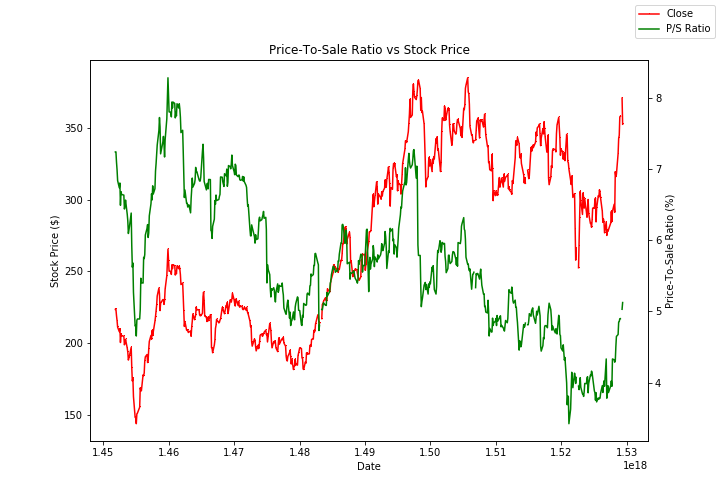 Close
P/S Ratio
Price-To-Sale Ratio vs Stock Price
350
300
250
200
150
Stock Price ($)
8
7
6
5
4
Price-To-Sale Ratio (%)
1.45 1.46 1.47 1.48 1.49 1.50 1.51 1.52 1.53
1e18
Date